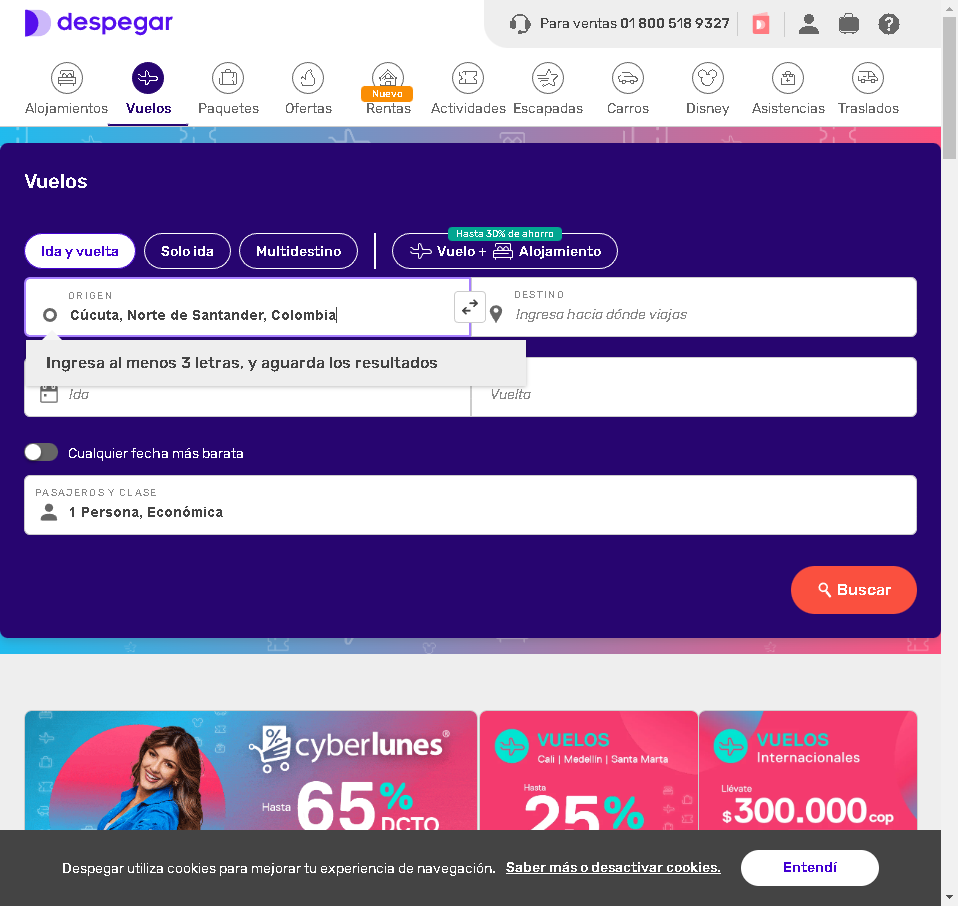 despegar
Para ventas 01 800 518 9327
Alojamientos
Vuelos
Paquetes
Ofertas
Nuevo
Rentas
Actividades
Escapadas
Carros
Disney
Asistencias
Traslados
Vuelos
Hasta 30% de ahorro
Ida y vuelta
Solo ida
Multidestino
Vuelo + Alojamiento
ORIGEN
Cúcuta, Norte de Santander, Colombia
DESTINO
Ingresa hacia dónde viajas
Ingresa al menos 3 letras, y aguarda los resultados
Ida
Vuelta
Cualquier fecha más barata
PASAJEROS Y CLASE
1 Persona, Económica
Buscar
cyberlunes®
Hasta 65% DCTO
VUELOS
Cali | Medellín | Santa Marta
Hasta
25%
VUELOS
Internacionales
Llévate
$300.000 cop
Despegar utiliza cookies para mejorar tu experiencia de navegación. Saber más o desactivar cookies.
Entendí